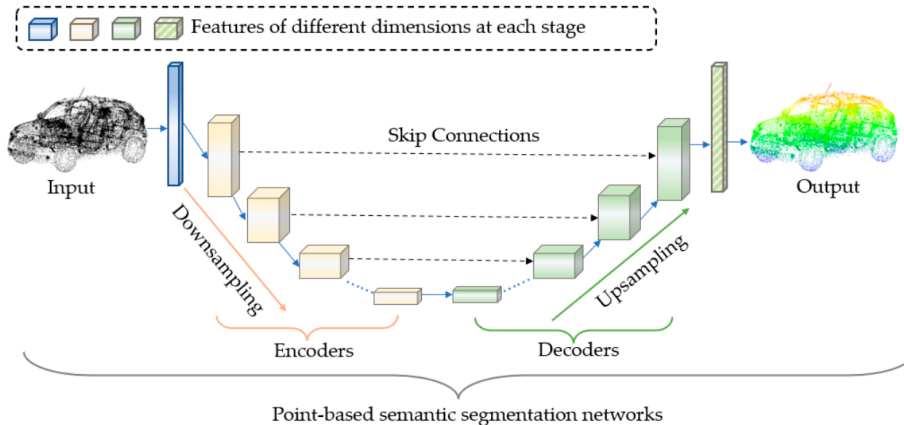 Features of different dimensions at each stage
Skip Connections
Input
Output
Downsampling
Upsampling
Encoders
Decoders
Point-based semantic segmentation networks